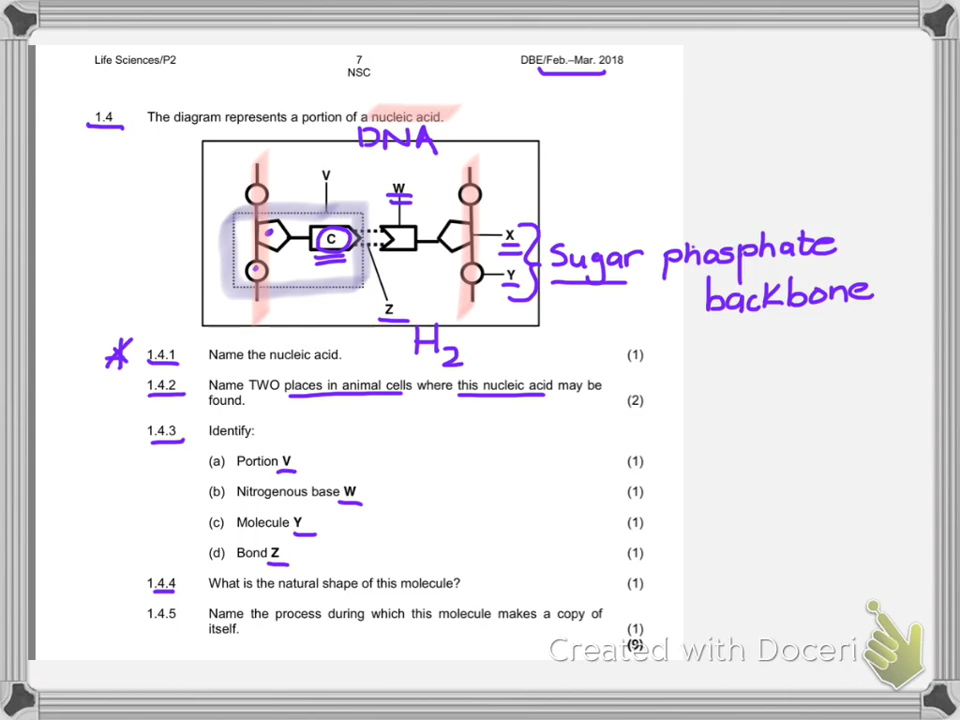 Life Sciences/P2 7 DBE/Feb.–Mar. 2018
NSC
1.4 The diagram represents a portion of a nucleic acid.
DNA
V
W
C
X
Y
Sugar phosphate
backbone
Z
H2
1.4.1 Name the nucleic acid. (1)
1.4.2 Name TWO places in animal cells where this nucleic acid may be
found. (2)
1.4.3 Identify:
(a) Portion V (1)
(b) Nitrogenous base W (1)
(c) Molecule Y (1)
(d) Bond Z (1)
1.4.4 What is the natural shape of this molecule? (1)
1.4.5 Name the process during which this molecule makes a copy of
itself. (1)
(9)
Created with Doceri